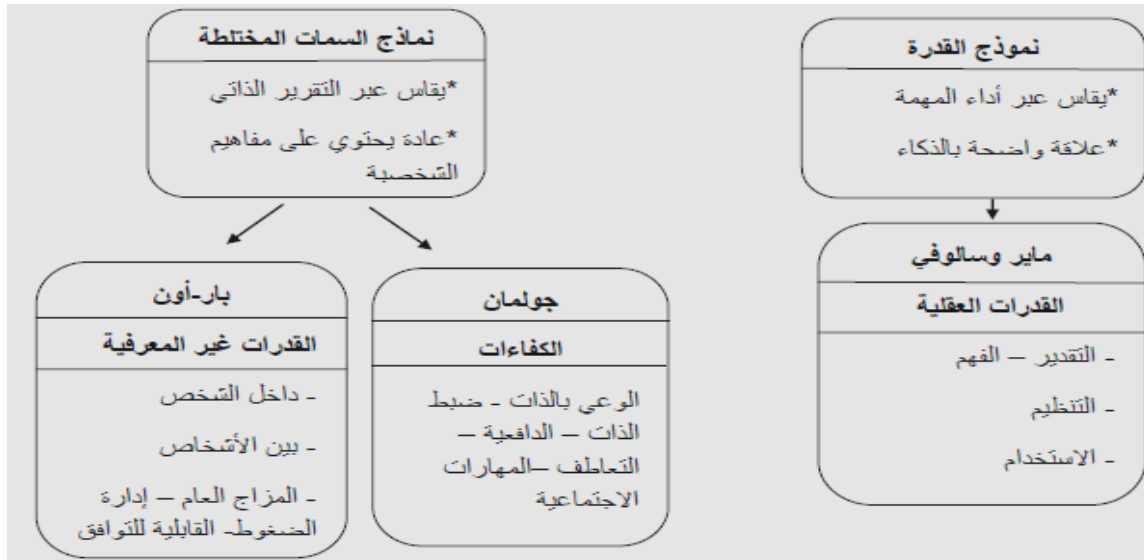 نموذج القدرة
*يقاس عبر أداء المهمة
*علاقة واضحة بالذكاء
ماير وسالوفي
القدرات العقلية
- التقدير – الفهم
- التنظيم
- الاستخدام
نماذج السمات المختلطة
*يقاس عبر التقرير الذاتي
*عادة يحتوي على مفاهيم
الشخصية
جولمان
الكفاءات
الوعي بالذات - ضبط
الذات – الدافعية –
التعاطف –المهارات
الاجتماعية
بار-أون
القدرات غير المعرفية
- داخل الشخص
- بين الأشخاص
- المزاج العام – إدارة
الضغوط- القابلية للتوافق